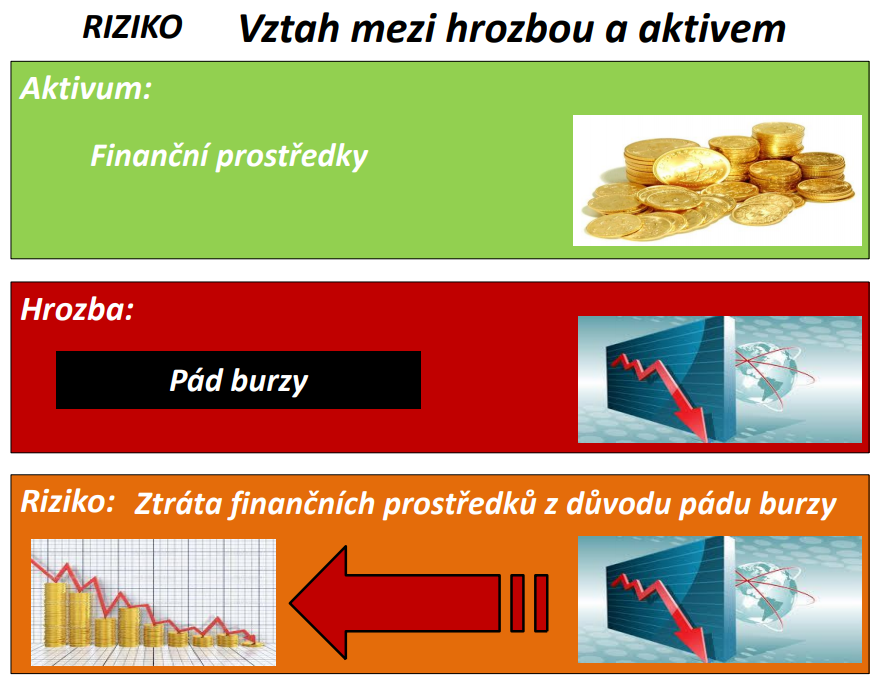 RIZIKO Vztah mezi hrozbou a aktivem
Aktivum:
Finanční prostředky
Hrozba:
Pád burzy
Riziko: Ztráta finančních prostředků z důvodu pádu burzy